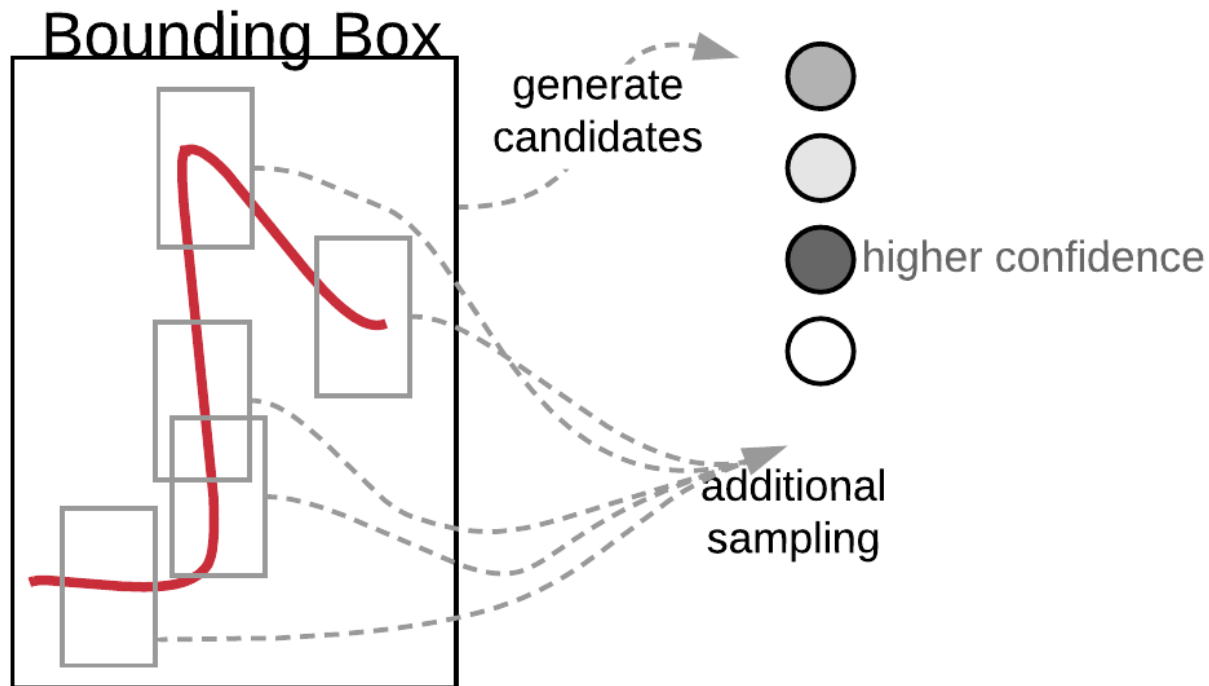 Bounding Box
generate
candidates
higher confidence
additional
sampling